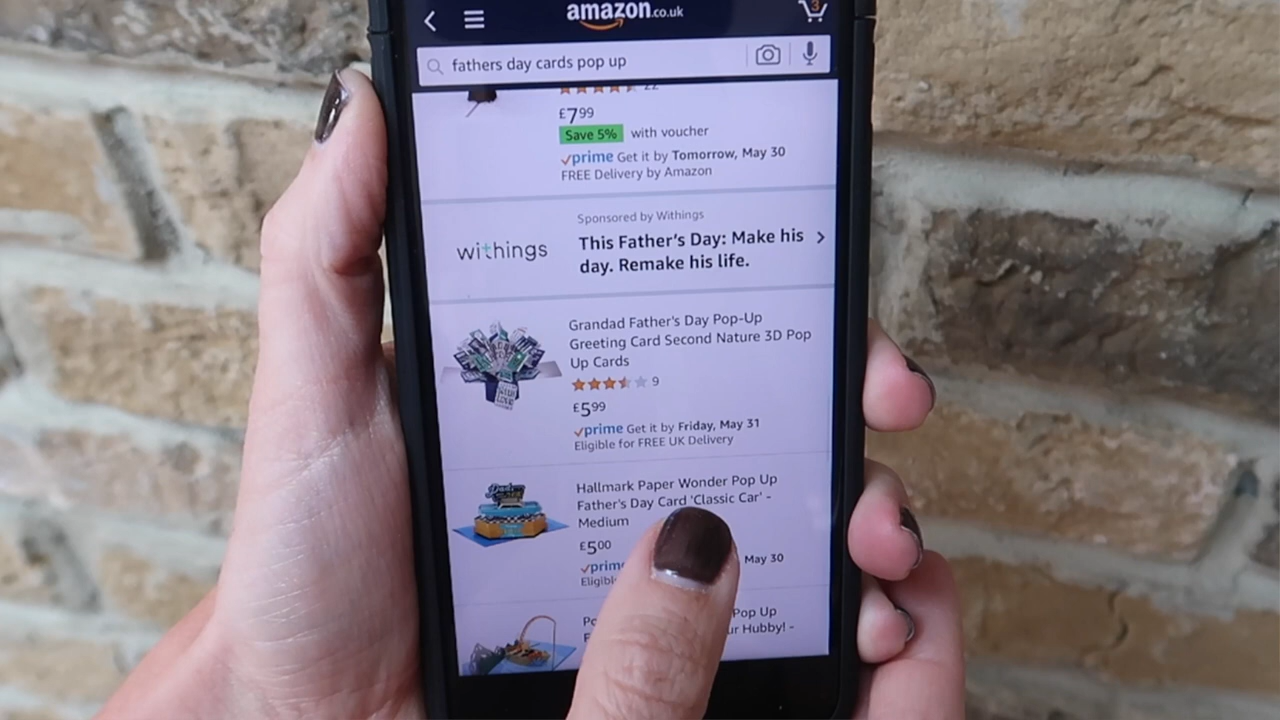 amazon.co.uk
3
fathers day cards pop up
22
£7.99
Save 5% with voucher
prime Get it by Tomorrow, May 30
FREE Delivery by Amazon
Sponsored by Withings
withings
This Father's Day: Make his
day. Remake his life.
Grandad Father's Day Pop-Up
Greeting Card Second Nature 3D Pop
Up Cards
9
£5.99
prime Get it by Friday, May 31
Eligible for FREE UK Delivery
Hallmark Paper Wonder Pop Up
Father's Day Card 'Classic Car' -
Medium
£5.00
prime May 30
Pop Up
Hubby! -